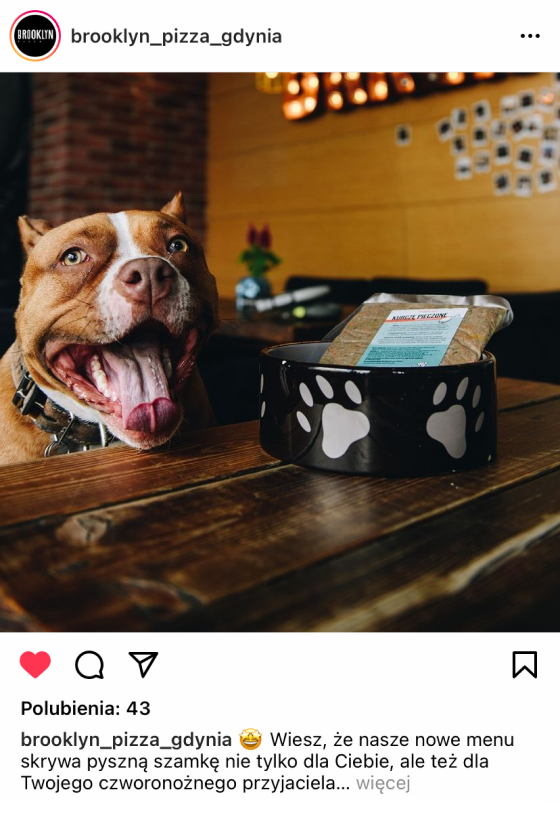 BROOKLYN
brooklyn_pizza_gdynia
KURCZĘ PIECZONE
Polubienia: 43
brooklyn_pizza_gdynia 🤩 Wiesz, że nasze nowe menu
skrywa pyszną szamkę nie tylko dla Ciebie, ale też dla
Twojego czworonożnego przyjaciela... więcej